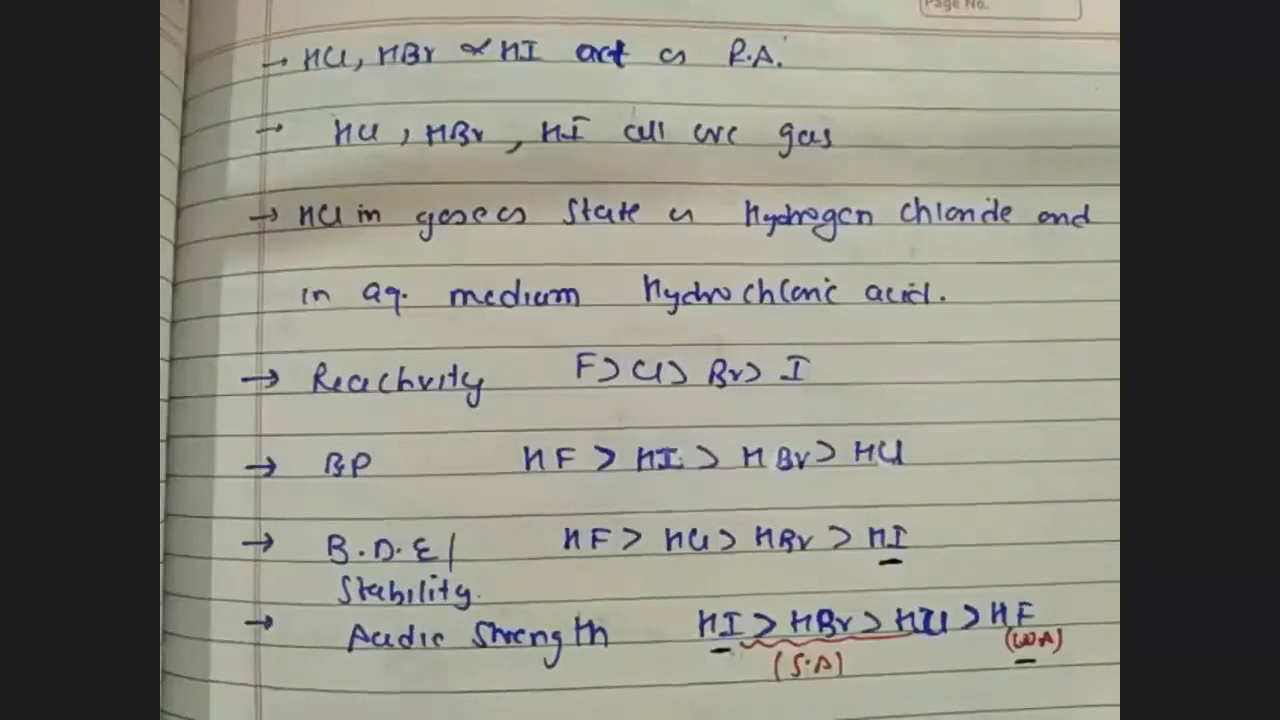 Page No.
→ HCl, HBr & HI act as R.A.
→ HCl, HBr, HI all are gas
→ HCl in gaseous state is Hydrogen chloride and
in aq. medium Hydrochloric acid.
→ Reactivity F > Cl > Br > I
→ BP HF > HI > HBr > HCl
→ B.D.E/ HF > HCl > HBr > HI
Stability.
→ Acidic Strength HI > HBr > HCl > HF
(S.A) (W.A)